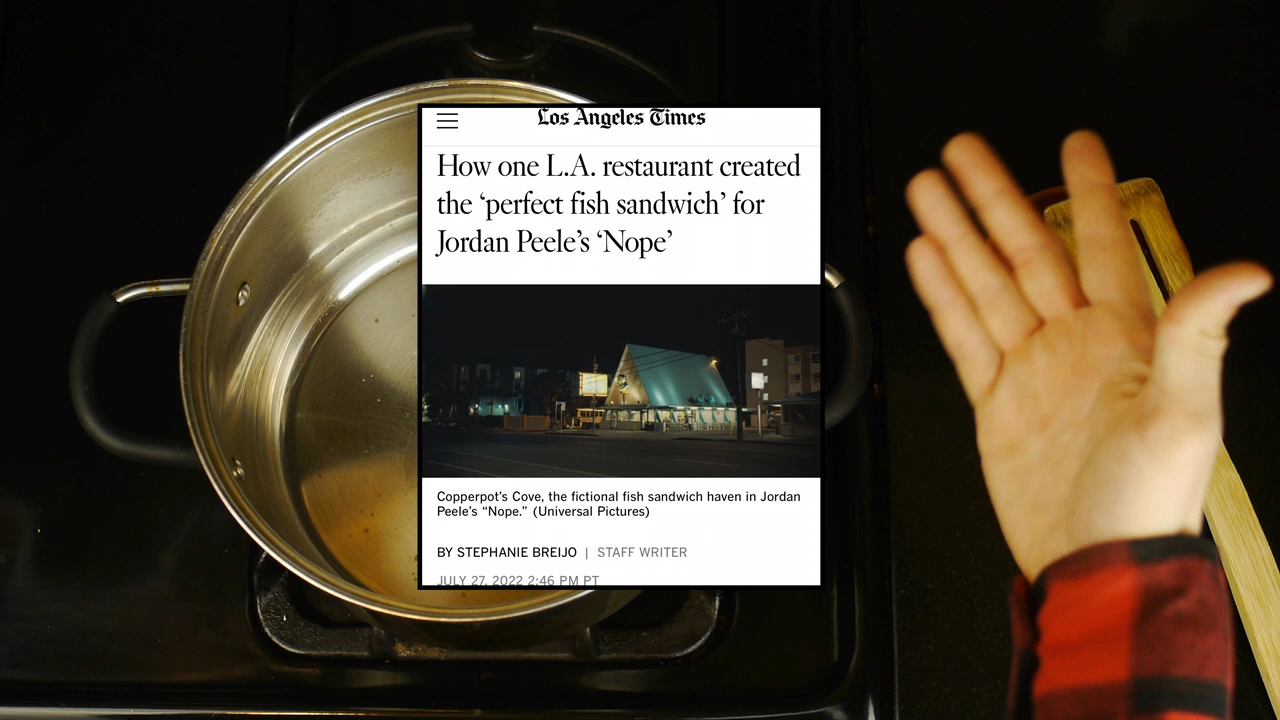 Los Angeles Times
How one L.A. restaurant created
the ‘perfect fish sandwich’ for
Jordan Peele’s ‘Nope’
Copperpot’s Cove, the fictional fish sandwich haven in Jordan
Peele’s “Nope.” (Universal Pictures)
BY STEPHANIE BREIJO | STAFF WRITER
JULY 27, 2022 2:46 PM PT